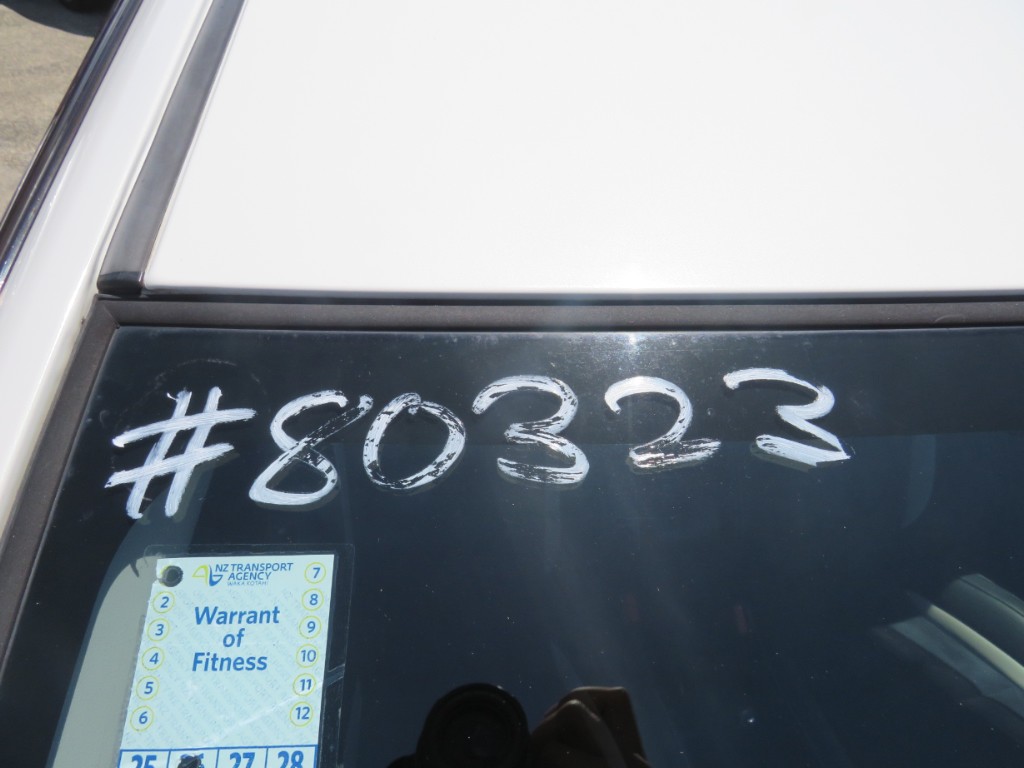 #80323
NZ TRANSPORT
AGENCY
WAKA KOTAHI
Warrant
of
Fitness
2
3
4
5
6
7
8
9
10
11
12
25 27 28